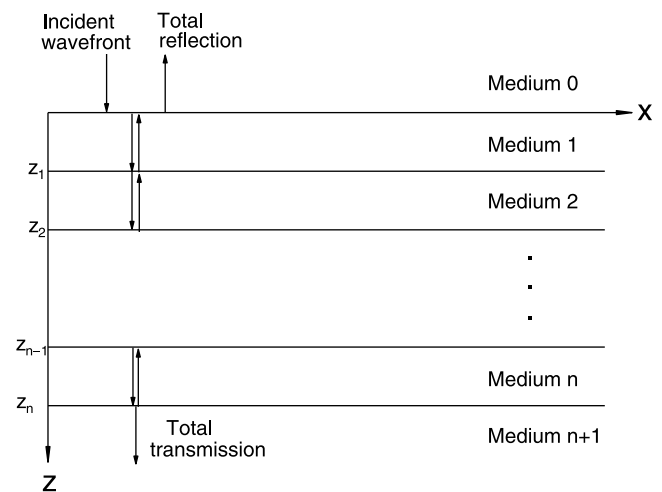 Incident
wavefront
Total
reflection
Medium 0
X
Medium 1
z1
Medium 2
z2
zn–1
Medium n
zn
Total
transmission
Medium n+1
Z